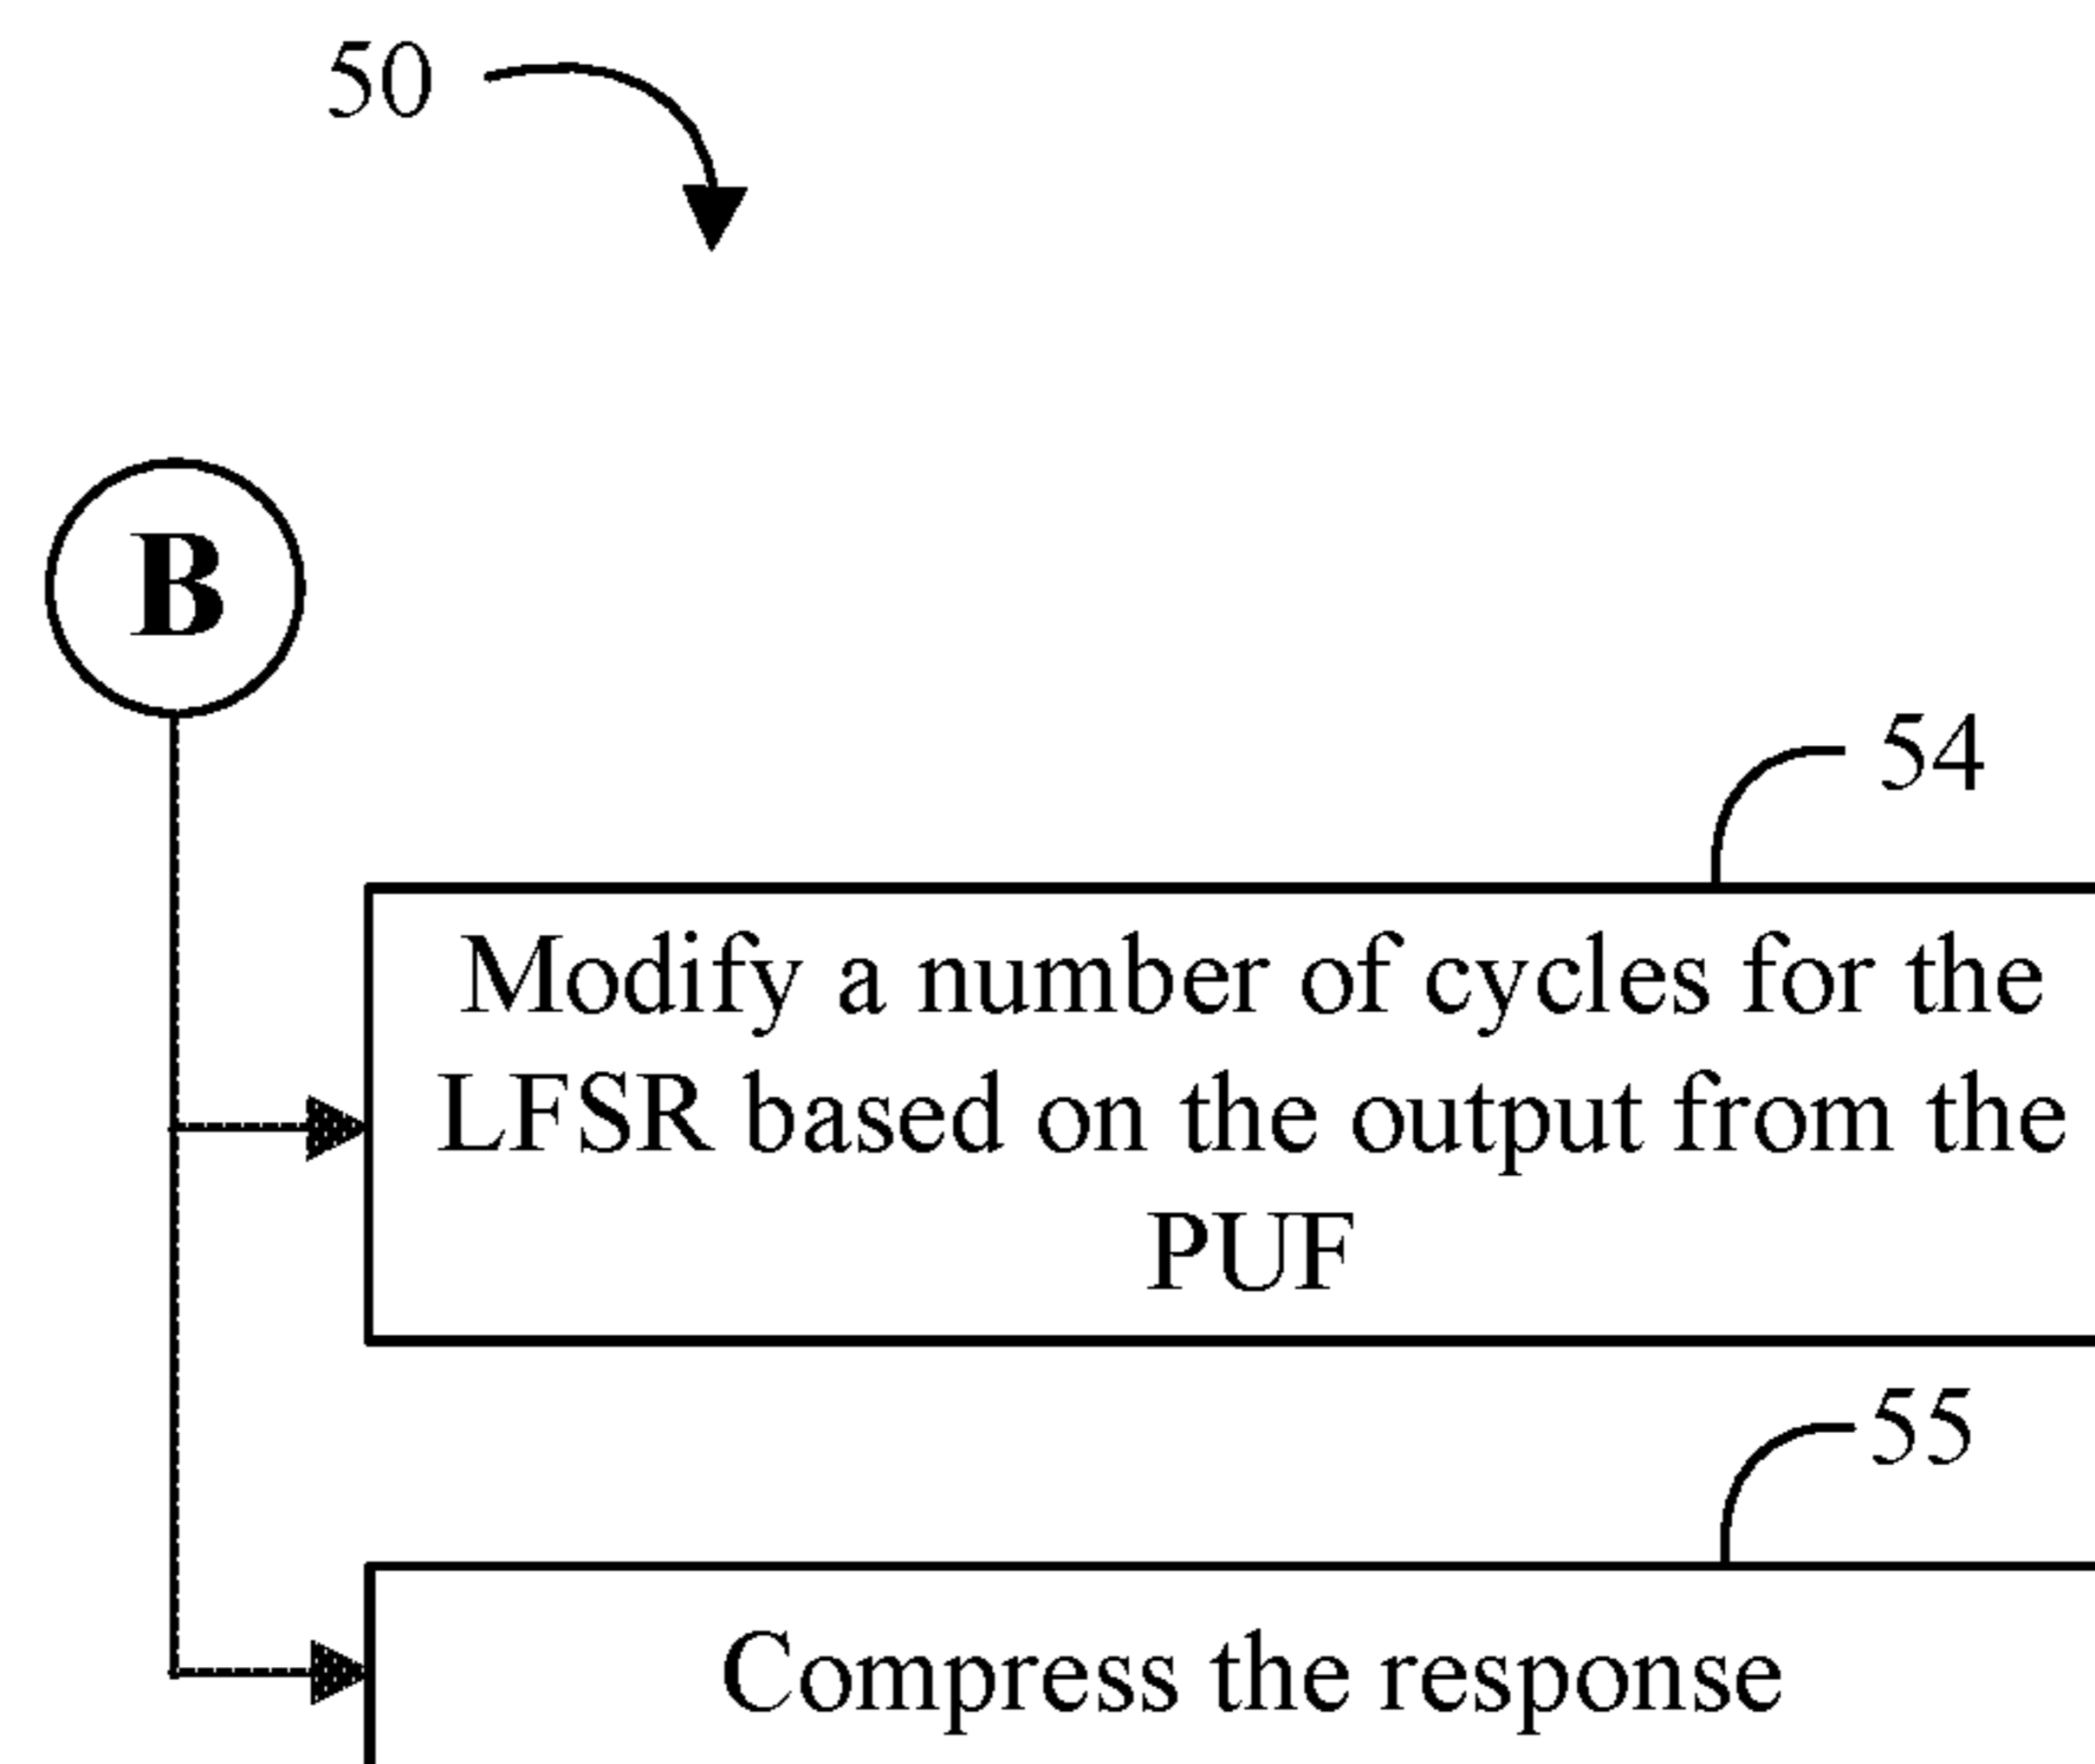 50
B
54
Modify a number of cycles for the
LFSR based on the output from the
PUF
55
Compress the response